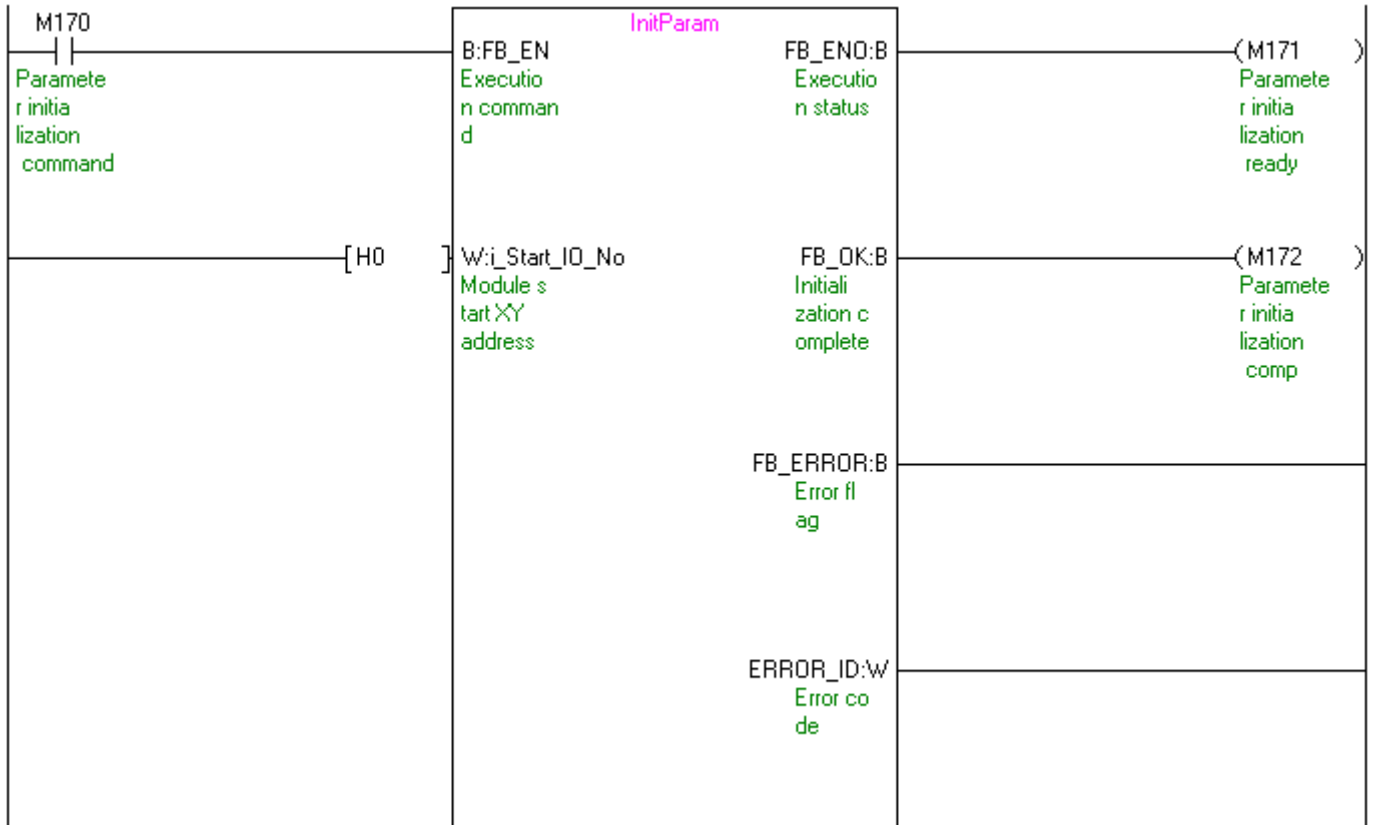 M170
InitParam
B:FB_EN
FB_ENO:B
(M171 )
Paramete
r initia
lization
command
Executio
n comman
d
Executio
n status
Paramete
r initia
lization
ready
[H0 ]
W:i_Start_IO_No
FB_OK:B
(M172 )
Module s
tart XY
address
Initiali
zation c
omplete
Paramete
r initia
lization
comp
FB_ERROR:B
Error fl
ag
ERROR_ID:W
Error co
de